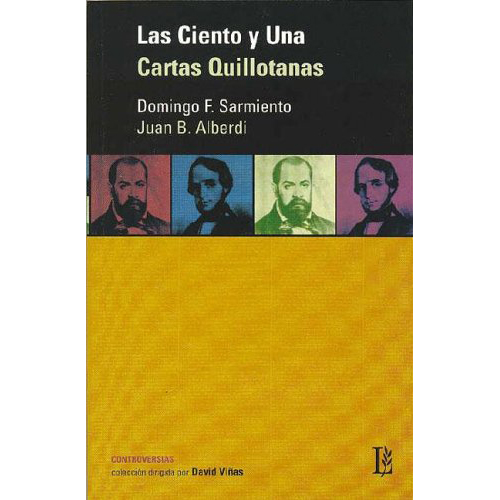 Las Ciento y Una
Cartas Quillotanas
Domingo F. Sarmiento
Juan B. Alberdi
CONTROVERSIAS
colección dirigida por David Viñas
L